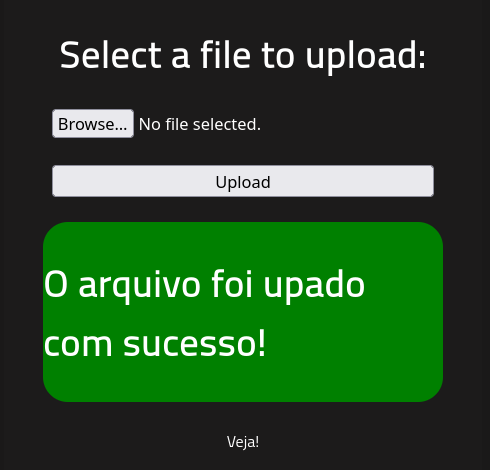 Select a file to upload:
Browse... No file selected.
Upload
O arquivo foi upado
com sucesso!
Veja!